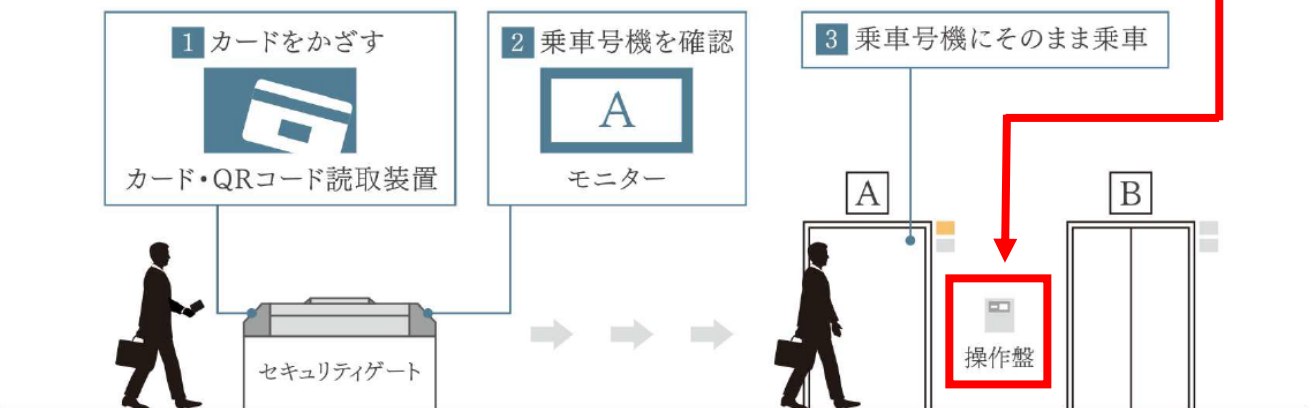 1 カードをかざす
カード・QRコード読取装置
2 乗車号機を確認
A
モニター
3 乗車号機にそのまま乗車
セキュリティゲート
A
操作盤
B